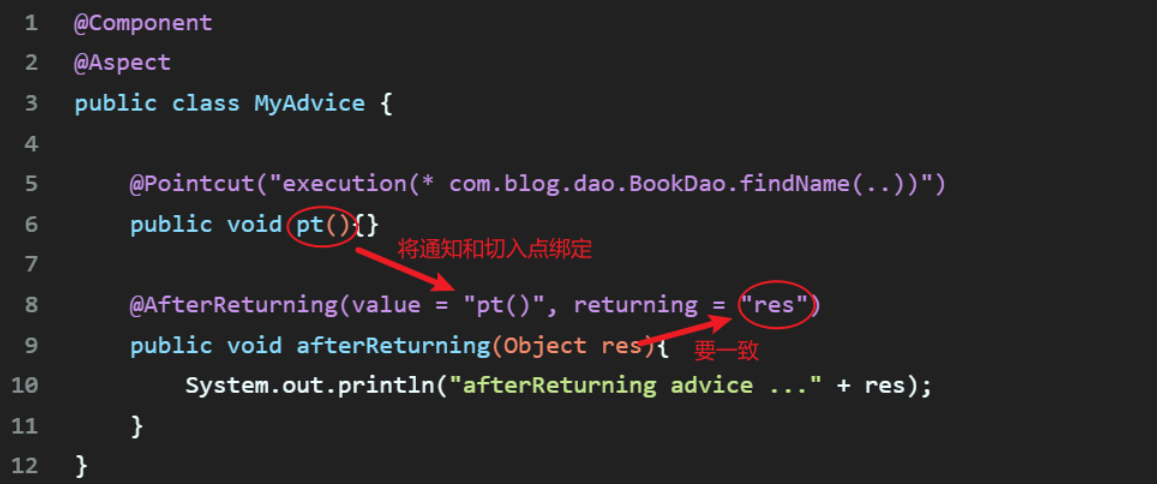 1 @Component
2 @Aspect
3 public class MyAdvice {
4
5 @Pointcut("execution(* com.blog.dao.BookDao.findName(..))")
6 public void pt(){}
将通知和切入点绑定
7
8 @AfterReturning(value = "pt()", returning = "res")
9 public void afterReturning(Object res){
要一致
10 System.out.println("afterReturning advice ..." + res);
11 }
12 }